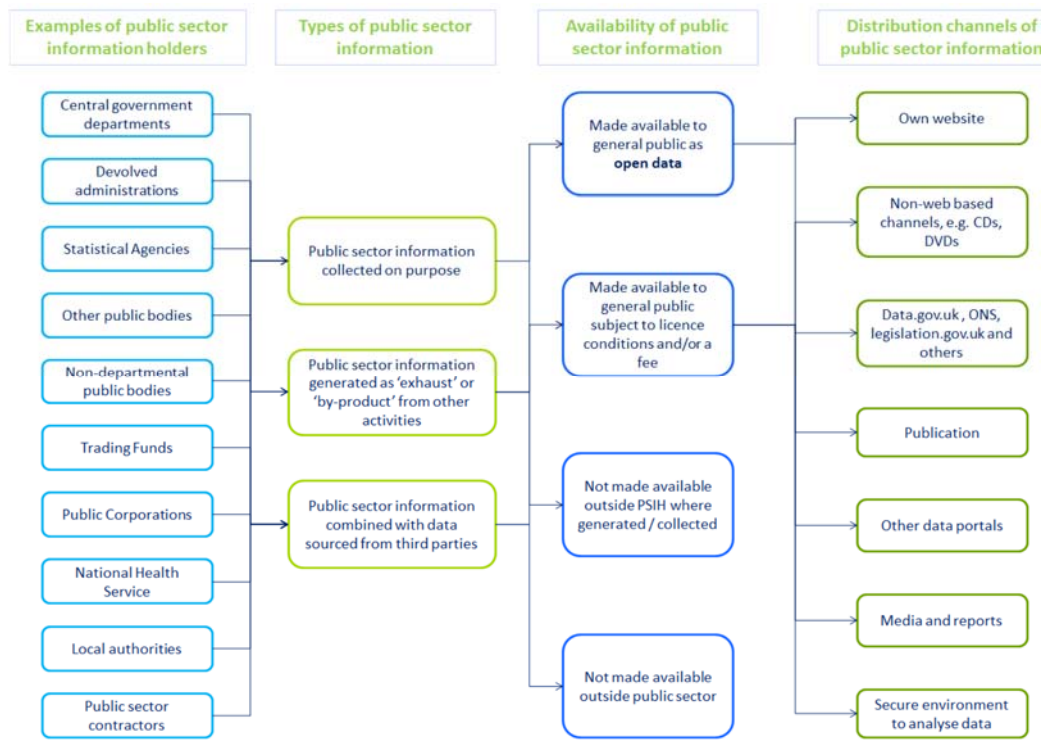 Examples of public sector
information holders
Types of public sector
information
Availability of public
sector information
Distribution channels of
public sector information
Central government
departments
Devolved
administrations
Statistical Agencies
Other public bodies
Non-departmental
public bodies
Trading Funds
Public Corporations
National Health
Service
Local authorities
Public sector
contractors
Public sector information
collected on purpose
Public sector information
generated as ‘exhaust’ or
‘by-product’ from other
activities
Public sector information
combined with data
sourced from third parties
Made available to
general public as
open data
Made available to
general public
subject to licence
conditions and/or a
fee
Not made available
outside PSIH where
generated / collected
Not made available
outside public sector
Own website
Non-web based
channels, e.g. CDs,
DVDs
Data.gov.uk , ONS,
legislation.gov.uk and
others
Publication
Other data portals
Media and reports
Secure environment
to analyse data